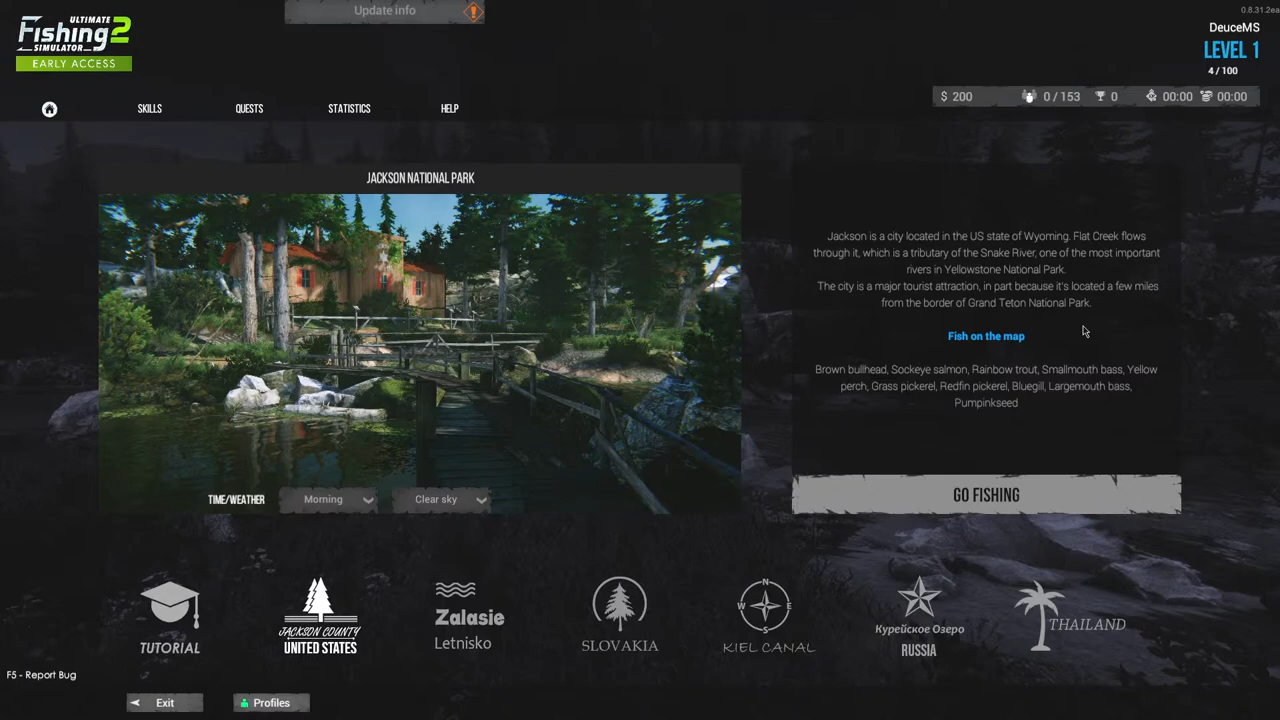 Update info
0.8.31.2ea
ULTIMATE
Fishing 2
SIMULATOR
EARLY ACCESS
DeuceMS
LEVEL 1
4 / 100
SKILLS
QUESTS
STATISTICS
HELP
$ 200
0 / 153
0
00:00
00:00
JACKSON NATIONAL PARK
Jackson is a city located in the US state of Wyoming. Flat Creek flows
through it, which is a tributary of the Snake River, one of the most important
rivers in Yellowstone National Park.
The city is a major tourist attraction, in part because it's located a few miles
from the border of Grand Teton National Park.
Fish on the map
Brown bullhead, Sockeye salmon, Rainbow trout, Smallmouth bass, Yellow
perch, Grass pickerel, Redfin pickerel, Bluegill, Largemouth bass,
Pumpinkseed
TIME/WEATHER
Morning
Clear sky
GO FISHING
TUTORIAL
JACKSON COUNTY
UNITED STATES
Zalasie
Letnisko
SLOVAKIA
N
W
E
S
KIEL CANAL
Курейское Озеро
RUSSIA
THAILAND
F5 - Report Bug
Exit
Profiles